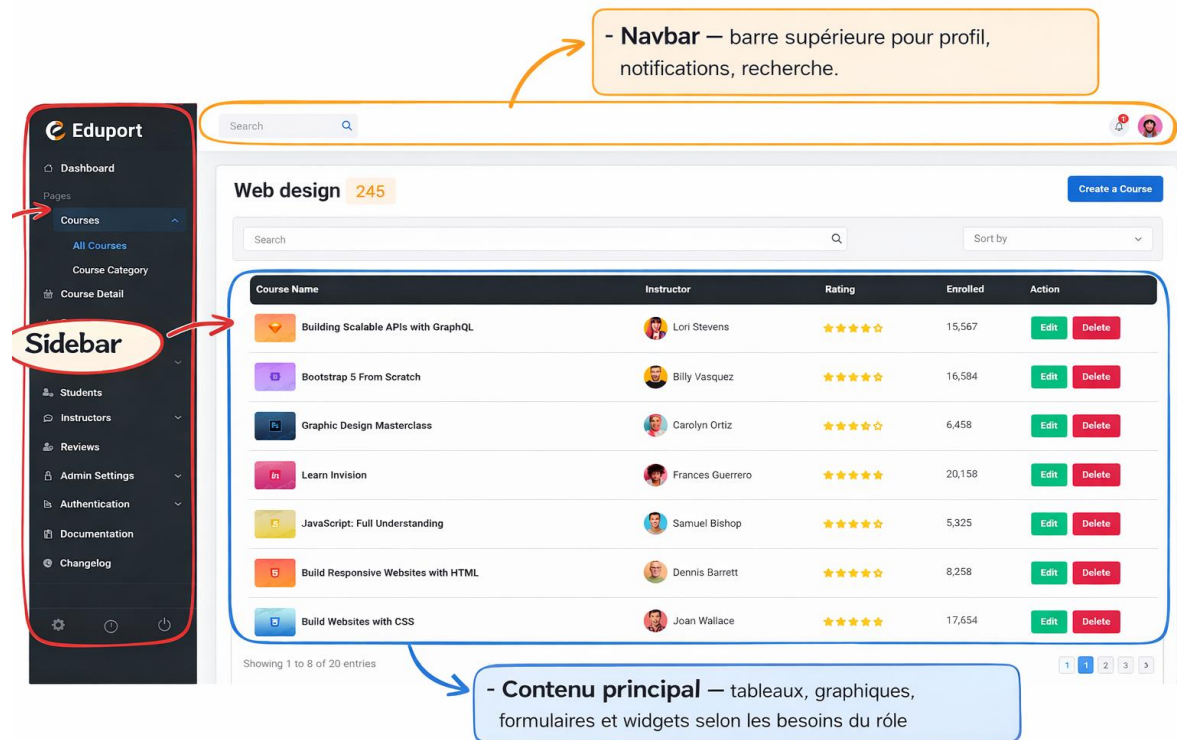 - Navbar — barre supérieure pour profil,
notifications, recherche.
Eduport
Search
1
Dashboard
Pages
Courses
All Courses
Course Category
Course Detail
Sidebar
Students
Instructors
Reviews
Admin Settings
Authentication
Documentation
Changelog
Web design 245
Create a Course
Search
Sort by
Course Name Instructor Rating Enrolled Action
Building Scalable APIs with GraphQL Lori Stevens 15,567 Edit Delete
Bootstrap 5 From Scratch Billy Vasquez 16,584 Edit Delete
Ps Graphic Design Masterclass Carolyn Ortiz 6,458 Edit Delete
in Learn Invision Frances Guerrero 20,158 Edit Delete
JavaScript: Full Understanding Samuel Bishop 5,325 Edit Delete
5 Build Responsive Websites with HTML Dennis Barrett 8,258 Edit Delete
Build Websites with CSS Joan Wallace 17,654 Edit Delete
Showing 1 to 8 of 20 entries
1 1 2 3
- Contenu principal — tableaux, graphiques,
formulaires et widgets selon les besoins du róle